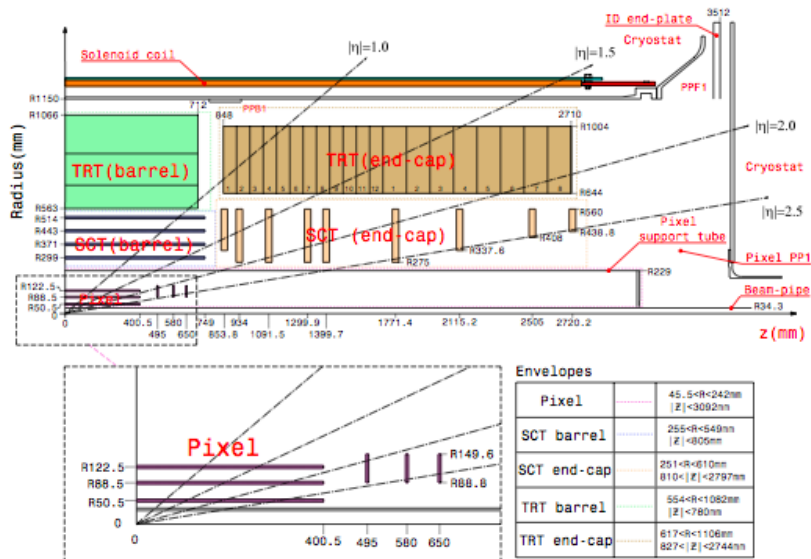 3512
ID end-plate
Cryostat
|η|=1.0
|η|=1.5
Solenoid coil
PPF1
R1150
712
PPB1
R1066
848
2710
R1004
|η|=2.0
TRT(barrel)
TRT(end-cap)
1 2 3 4 5 6 7 8 9 10 11 12 1 2 3 4 5 6 7 8
Cryostat
Radius(mm)
R644
R563
R560
|η|=2.5
R514
R443
R438.8
R408
Pixel
support tube
SCT(barrel)
SCT (end-cap)
R371
R337.6
R299
R275
Pixel PP1
R229
R122.5
R88.5
Pixel
Beam-pipe
R50.5
R34.3
0
0
400.5 580 749 934 1299.9 1771.4 2115.2 2505 2720.2
495 650 853.8 1091.5 1399.7
z(mm)
Pixel
R149.6
R122.5
R88.5
R88.8
R50.5
0
0
400.5 495 580 650
Envelopes
Pixel
45.5<R<242mm
|Z|<3092mm
SCT barrel
255<R<549mm
|Z|<805mm
SCT end-cap
251<R<610mm
810<|Z|<2797mm
TRT barrel
554<R<1082mm
|Z|<780mm
TRT end-cap
617<R<1106mm
827<|Z|<2744mm